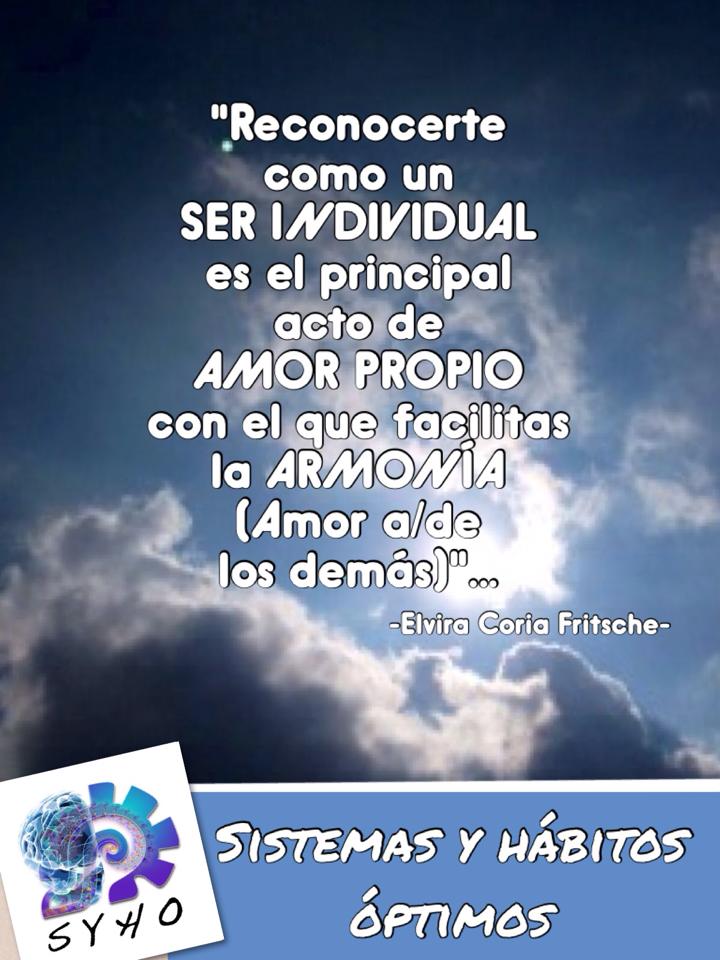 "Reconocerte
como un
SER INDIVIDUAL
es el principal
acto de
AMOR PROPIO
con el que facilitas
la ARMONÍA
(Amor a/de
los demás)"...
-Elvira Coria Fritsche-
SYHO
Sistemas y hábitos
óptimos